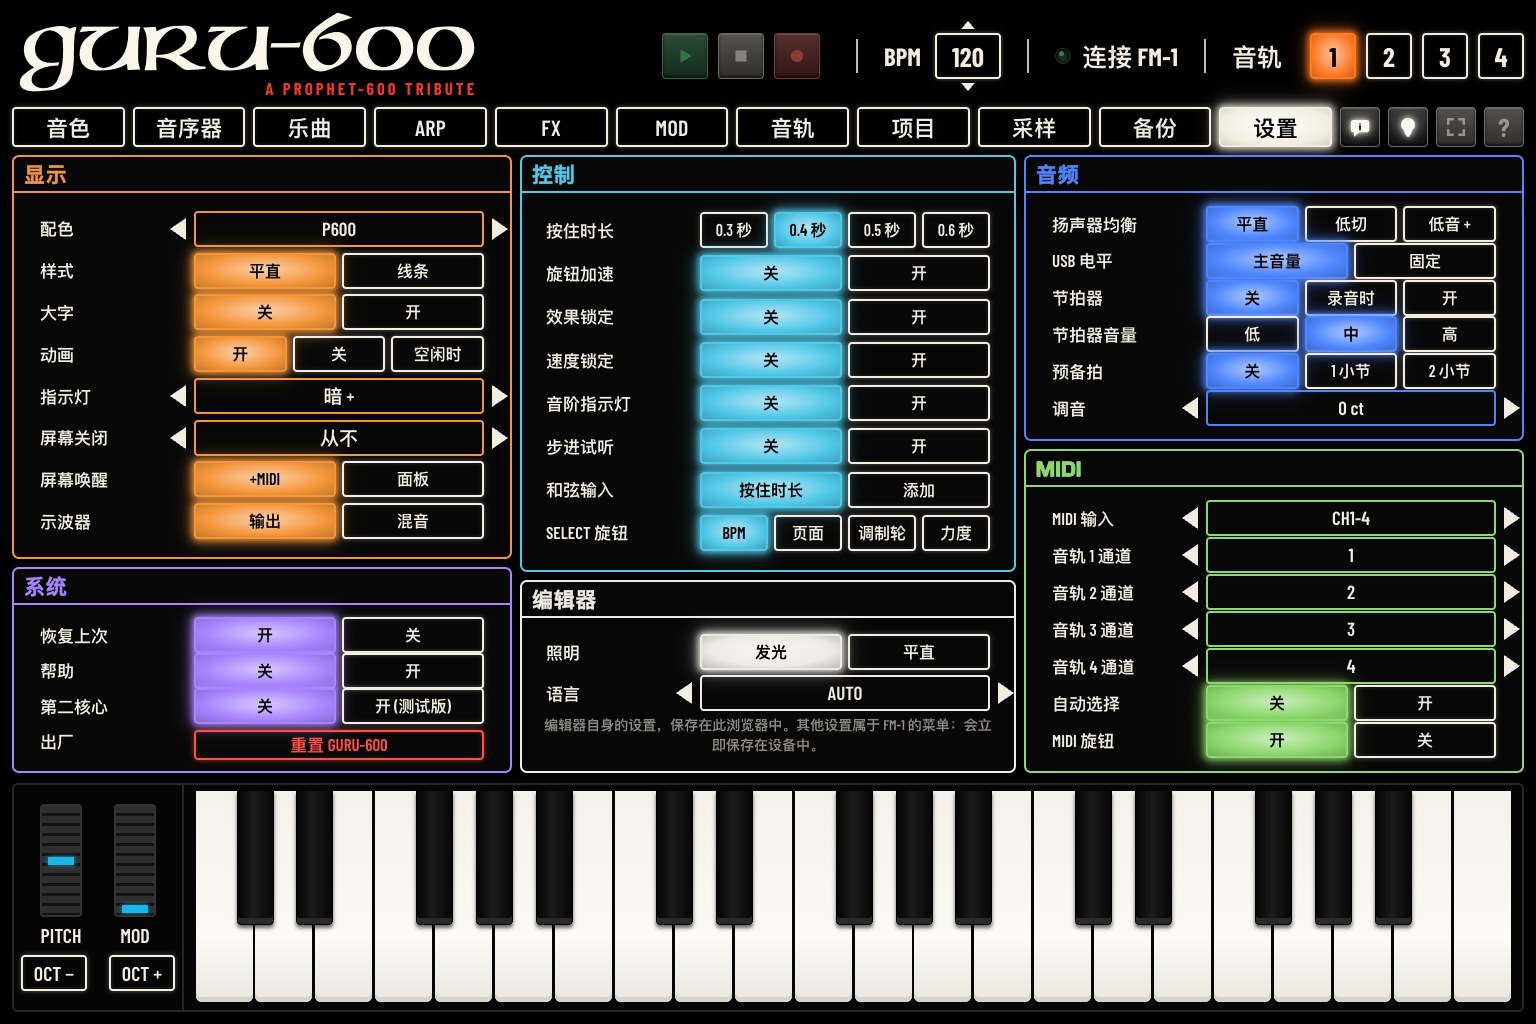 guru-600
A PROPHET-600 TRIBUTE
BPM 120 连接 FM-1 音轨 1 2 3 4
音色 音序器 乐曲 ARP FX MOD 音轨 项目 采样 备份 设置 ?
显示
配色 P600
样式 平直 线条
大字 关 开
动画 开 关 空闲时
指示灯 暗 +
屏幕关闭 从不
屏幕唤醒 +MIDI 面板
示波器 输出 混音
系统
恢复上次 开 关
帮助 关 开
第二核心 关 开 (测试版)
出厂 重置 GURU-600
控制
按住时长 0.3 秒 0.4 秒 0.5 秒 0.6 秒
旋钮加速 关 开
效果锁定 关 开
速度锁定 关 开
音阶指示灯 关 开
步进试听 关 开
和弦输入 按住时长 添加
SELECT 旋钮 BPM 页面 调制轮 力度
编辑器
照明 发光 平直
语言 AUTO
编辑器自身的设置，保存在此浏览器中。其他设置属于 FM-1 的菜单：会立
即保存在设备中。
音频
扬声器均衡 平直 低切 低音 +
USB 电平 主音量 固定
节拍器 关 录音时 开
节拍器音量 低 中 高
预备拍 关 1 小节 2 小节
调音 0 ct
MIDI
MIDI 输入 CH1-4
音轨 1 通道 1
音轨 2 通道 2
音轨 3 通道 3
音轨 4 通道 4
自动选择 关 开
MIDI 旋钮 开 关
PITCH MOD
OCT − OCT +